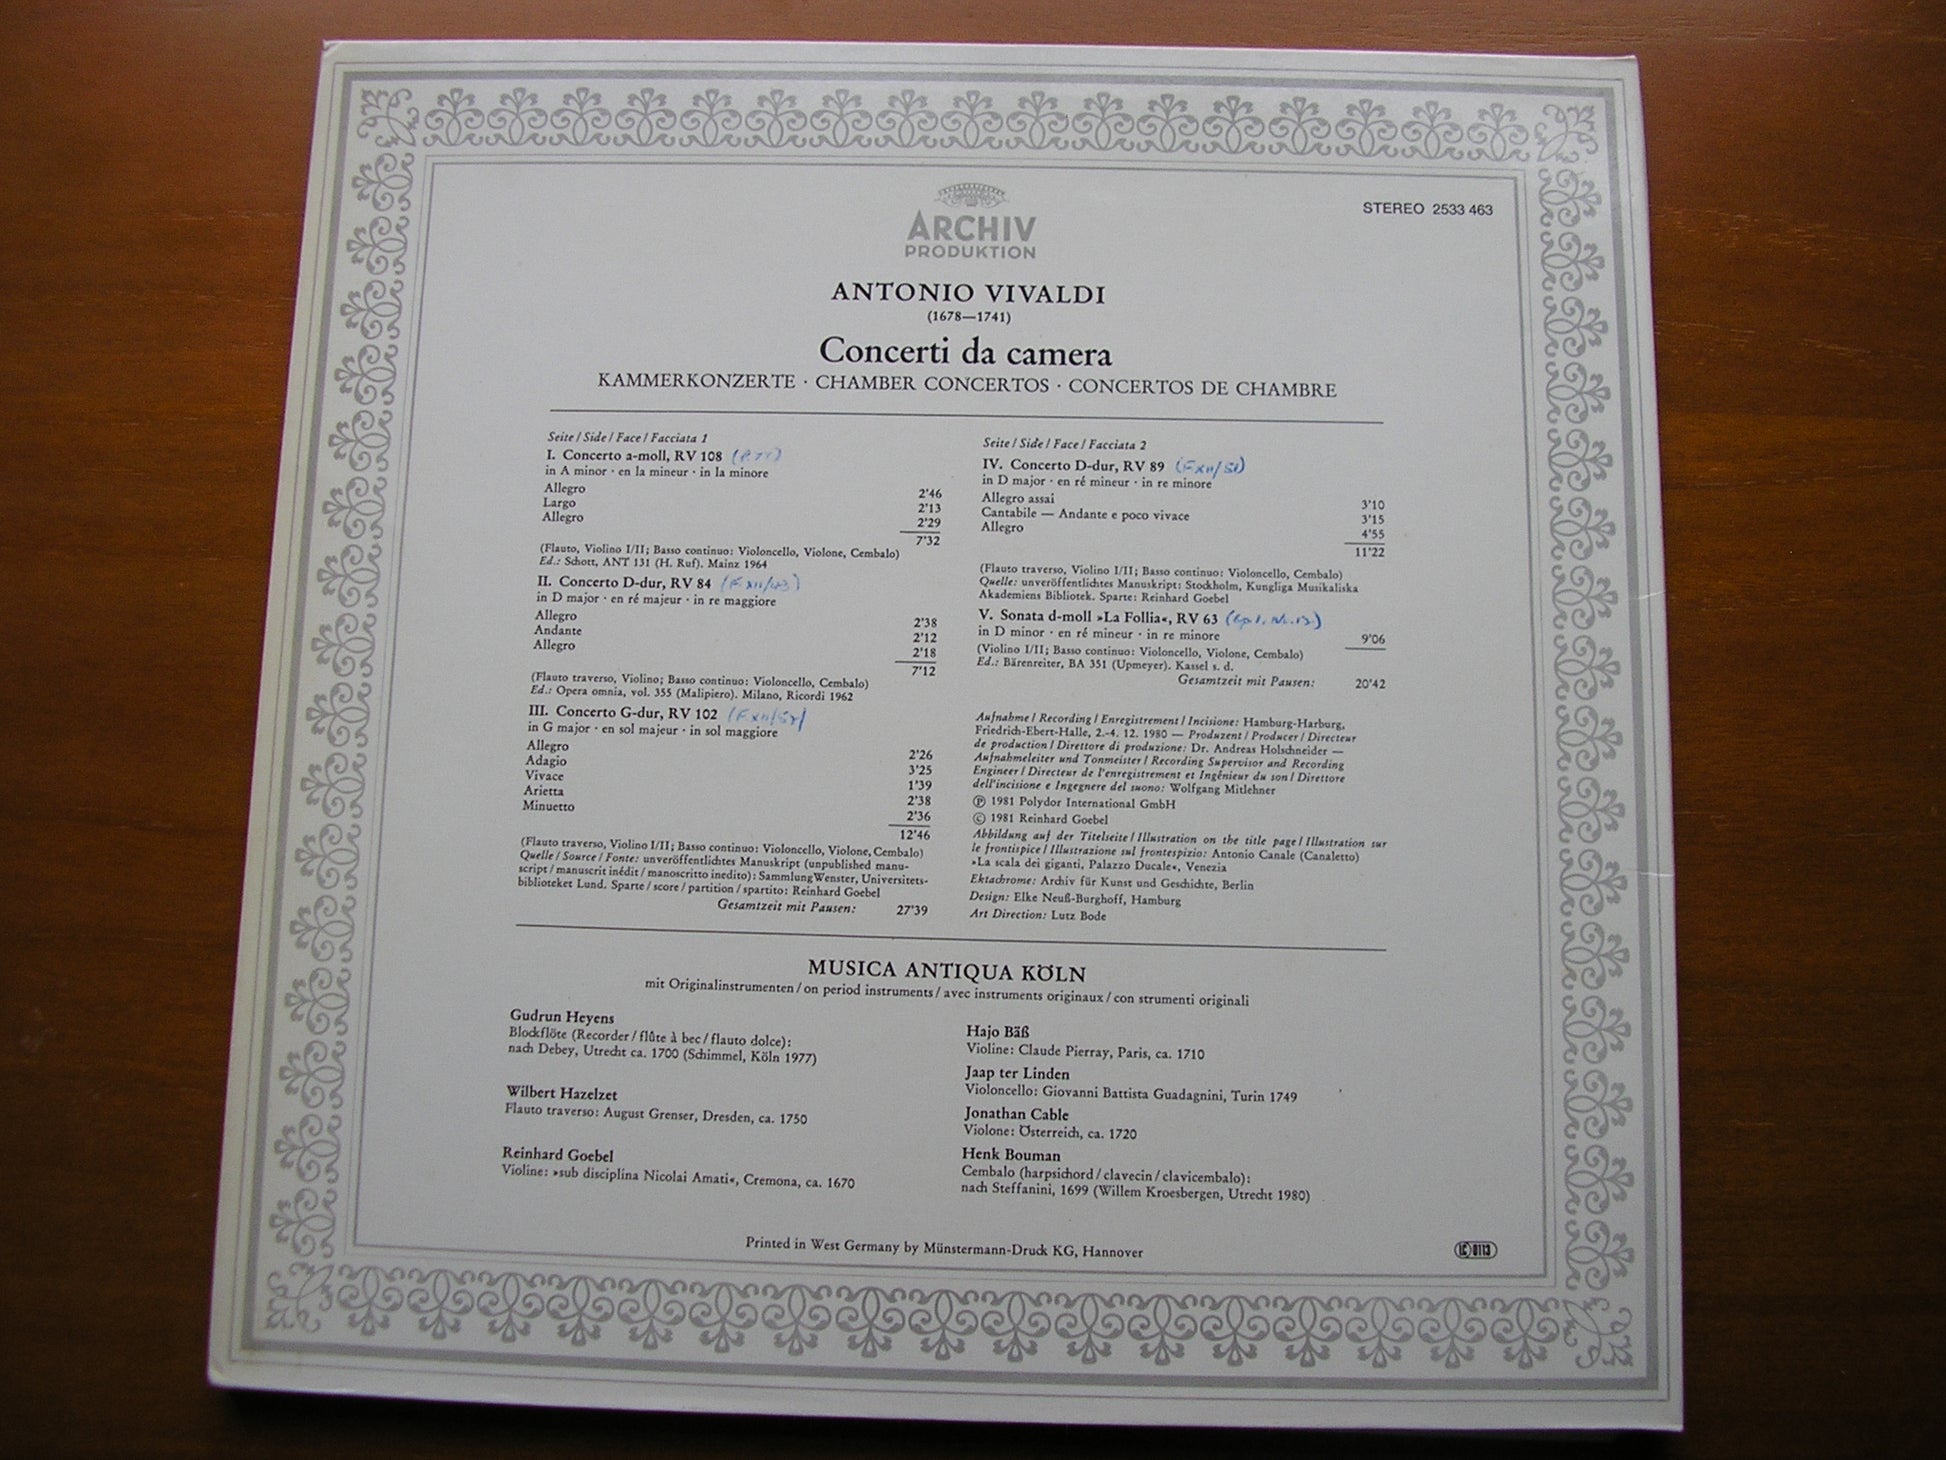 ARCHIV
PRODUKTION
STEREO 2533 463
ANTONIO VIVALDI
(1678—1741)
Concerti da camera
KAMMERKONZERTE · CHAMBER CONCERTOS · CONCERTOS DE CHAMBRE
Seite / Side / Face / Facciata 1
I. Concerto a-moll, RV 108
in A minor · en la mineur · in la minore
Allegro 2'46
Largo 2'13
Allegro 2'29
7'32
(Flauto, Violino I/II; Basso continuo: Violoncello, Violone, Cembalo)
Ed.: Schott, ANT 131 (H. Ruf). Mainz 1964
II. Concerto D-dur, RV 84 (F XII/43)
in D major · en ré majeur · in re maggiore
Allegro 2'38
Andante 2'12
Allegro 2'18
7'12
(Flauto traverso, Violino; Basso continuo: Violoncello, Cembalo)
Ed.: Opera omnia, vol. 355 (Malipiero). Milano, Ricordi 1962
III. Concerto G-dur, RV 102
in G major · en sol majeur · in sol maggiore
Allegro 2'26
Adagio 3'25
Vivace 1'39
Arietta 2'38
Minuetto 2'36
12'46
(Flauto traverso, Violino I/II; Basso continuo: Violoncello, Violone, Cembalo)
Quelle / Source / Fonte: unveröffentlichtes Manuskript (unpublished manu-
script / manuscrit inédit / manoscritto inedito): Sammlung Wenster, Universitets-
biblioteket Lund. Sparte / score / partition / spartito: Reinhard Goebel
Gesamtzeit mit Pausen: 27'39
Seite / Side / Face / Facciata 2
IV. Concerto D-dur, RV 89 (F XII/51)
in D major · en ré mineur · in re minore
Allegro assai 3'10
Cantabile — Andante e poco vivace 3'15
Allegro 4'55
11'22
(Flauto traverso, Violino I/II; Basso continuo: Violoncello, Cembalo)
Quelle: unveröffentlichtes Manuskript: Stockholm, Kungliga Musikaliska
Akademiens Bibliotek. Sparte: Reinhard Goebel
V. Sonata d-moll »La Follia«, RV 63 (Op 1, No. 12)
in D minor · en ré mineur · in re minore 9'06
(Violino I/II; Basso continuo: Violoncello, Violone, Cembalo)
Ed.: Bärenreiter, BA 351 (Upmeyer). Kassel s. d.
Gesamtzeit mit Pausen: 20'42
Aufnahme / Recording / Enregistrement / Incisione: Hamburg-Harburg,
Friedrich-Ebert-Halle, 2.-4. 12. 1980 — Produzent / Producer / Directeur
de production / Direttore di produzione: Dr. Andreas Holschneider —
Aufnahmeleiter und Tonmeister / Recording Supervisor and Recording
Engineer / Directeur de l'enregistrement et Ingénieur du son / Direttore
dell'incisione e Ingegnere del suono: Wolfgang Mitlehner
℗ 1981 Polydor International GmbH
© 1981 Reinhard Goebel
Abbildung auf der Titelseite / Illustration on the title page / Illustration sur
le frontispice / Illustrazione sul frontespizio: Antonio Canale (Canaletto)
»La scala dei giganti, Palazzo Ducale«, Venezia
Ektachrome: Archiv für Kunst und Geschichte, Berlin
Design: Elke Neuß-Burghoff, Hamburg
Art Direction: Lutz Bode
MUSICA ANTIQUA KÖLN
mit Originalinstrumenten / on period instruments / avec instruments originaux / con strumenti originali
Gudrun Heyens
Blockflöte (Recorder / flûte à bec / flauto dolce):
nach Debey, Utrecht ca. 1700 (Schimmel, Köln 1977)
Wilbert Hazelzet
Flauto traverso: August Grenser, Dresden, ca. 1750
Reinhard Goebel
Violine: »sub disciplina Nicolai Amati«, Cremona, ca. 1670
Hajo Bäß
Violine: Claude Pierray, Paris, ca. 1710
Jaap ter Linden
Violoncello: Giovanni Battista Guadagnini, Turin 1749
Jonathan Cable
Violone: Österreich, ca. 1720
Henk Bouman
Cembalo (harpsichord / clavecin / clavicembalo):
nach Steffanini, 1699 (Willem Kroesbergen, Utrecht 1980)
Printed in West Germany by Münstermann-Druck KG, Hannover
LC 0113